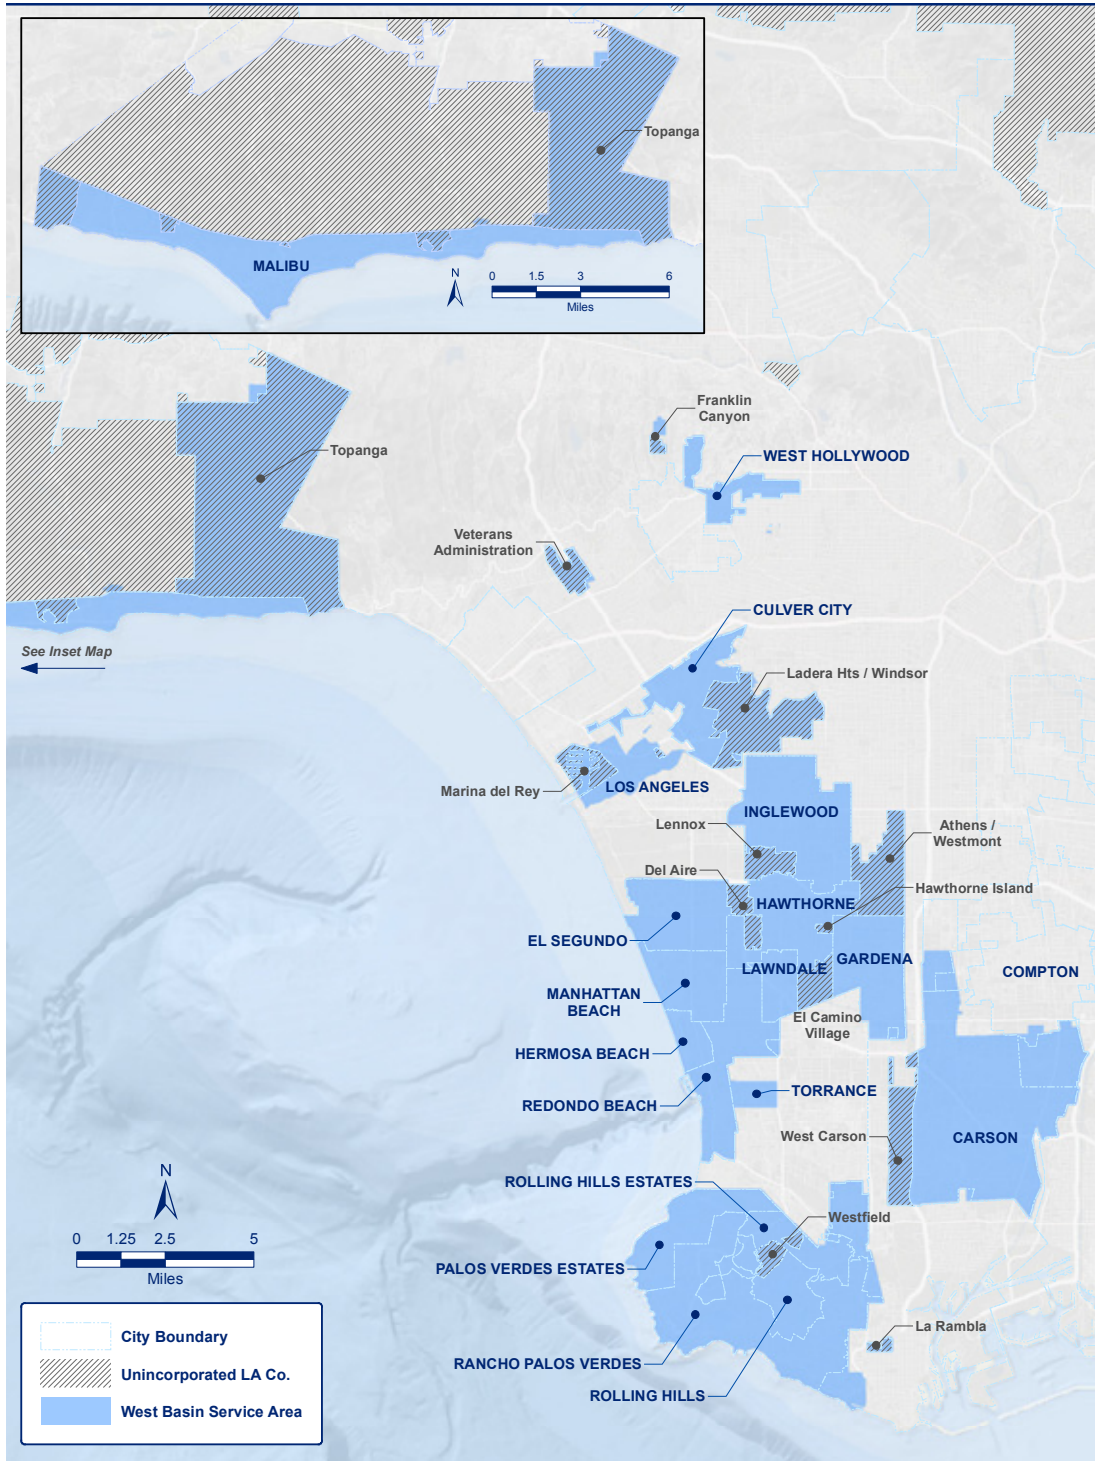 Topanga
MALIBU
N
0 1.5 3 6
Miles
Franklin
Canyon
Topanga
WEST HOLLYWOOD
Veterans
Administration
CULVER CITY
See Inset Map
Ladera Hts / Windsor
Marina del Rey
LOS ANGELES
INGLEWOOD
Lennox
Athens /
Westmont
Del Aire
Hawthorne Island
HAWTHORNE
EL SEGUNDO
GARDENA
LAWNDALE
COMPTON
MANHATTAN
BEACH
El Camino
Village
HERMOSA BEACH
TORRANCE
REDONDO BEACH
West Carson
CARSON
N
ROLLING HILLS ESTATES
Westfield
0 1.25 2.5 5
Miles
PALOS VERDES ESTATES
La Rambla
City Boundary
RANCHO PALOS VERDES
Unincorporated LA Co.
ROLLING HILLS
West Basin Service Area